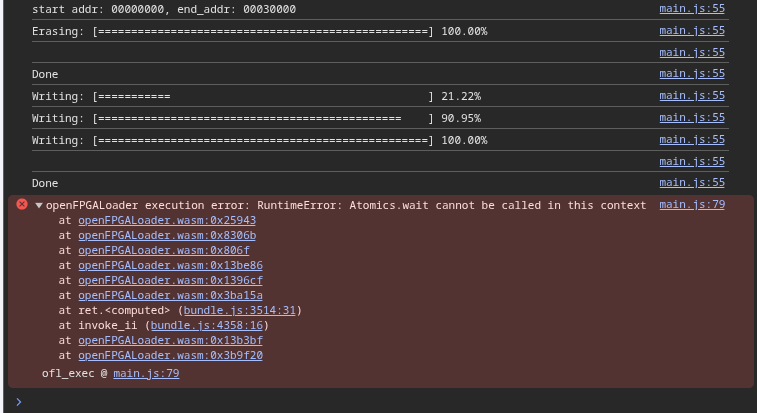 start addr: 00000000, end_addr: 00030000 main.js:55
Erasing: [==================================================] 100.00% main.js:55
main.js:55
Done main.js:55
Writing: [=========== ] 21.22% main.js:55
Writing: [============================================== ] 90.95% main.js:55
Writing: [==================================================] 100.00% main.js:55
main.js:55
Done main.js:55
openFPGALoader execution error: RuntimeError: Atomics.wait cannot be called in this context main.js:79
at openFPGALoader.wasm:0x25943
at openFPGALoader.wasm:0x8306b
at openFPGALoader.wasm:0x806f
at openFPGALoader.wasm:0x13be86
at openFPGALoader.wasm:0x1396cf
at openFPGALoader.wasm:0x3ba15a
at ret.<computed> (bundle.js:3514:31)
at invoke_ii (bundle.js:4358:16)
at openFPGALoader.wasm:0x13b3bf
at openFPGALoader.wasm:0x3b9f20
ofl_exec @ main.js:79
>